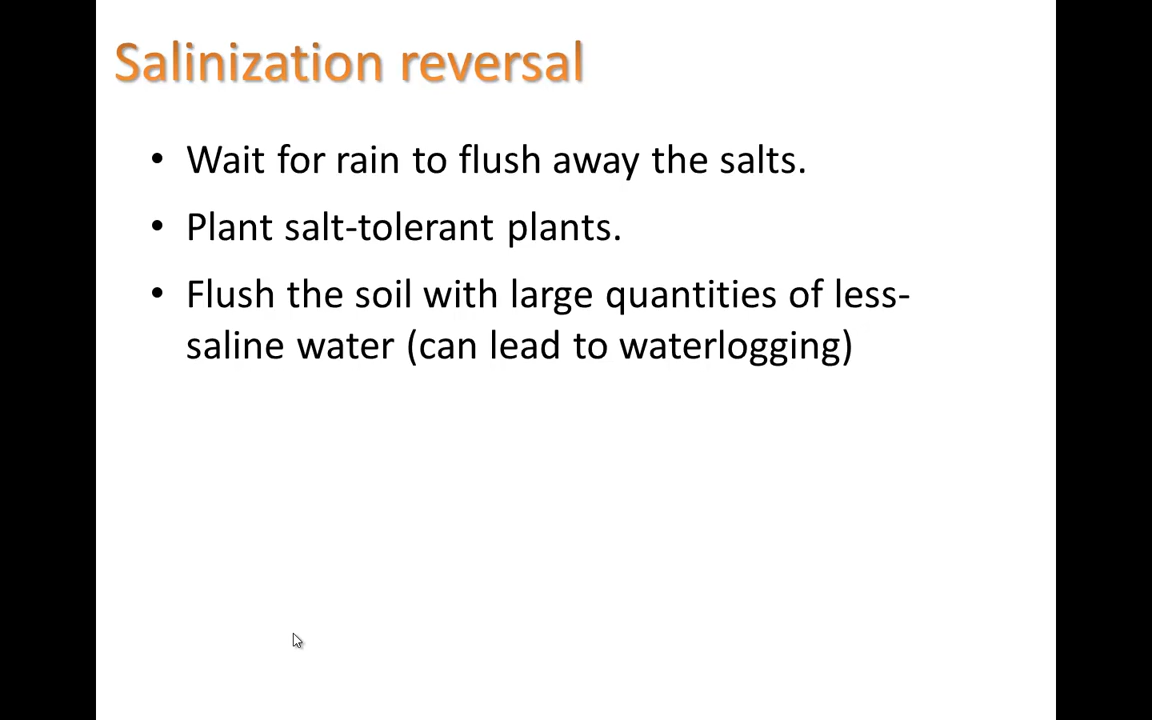 Salinization reversal
• Wait for rain to flush away the salts.
• Plant salt-tolerant plants.
• Flush the soil with large quantities of less-
saline water (can lead to waterlogging)